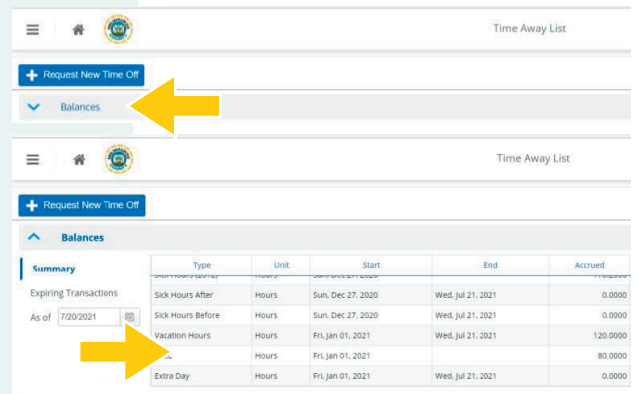 Time Away List
Request New Time Off
Balances
Time Away List
Request New Time Off
Balances
Summary
Expiring Transactions
As of 7/20/2021
Type Unit Start End Accrued
Sick Hours After Hours Sun, Dec 27, 2020 Wed, Jul 21, 2021 0.0000
Sick Hours Before Hours Sun, Dec 27, 2020 Wed, Jul 21, 2021 0.0000
Vacation Hours Hours Fri, Jan 01, 2021 Wed, Jul 21, 2021 120.0000
Hours Fri, Jan 01, 2021 80.0000
Extra Day Hours Fri, Jan 01, 2021 Wed, Jul 21, 2021 0.0000